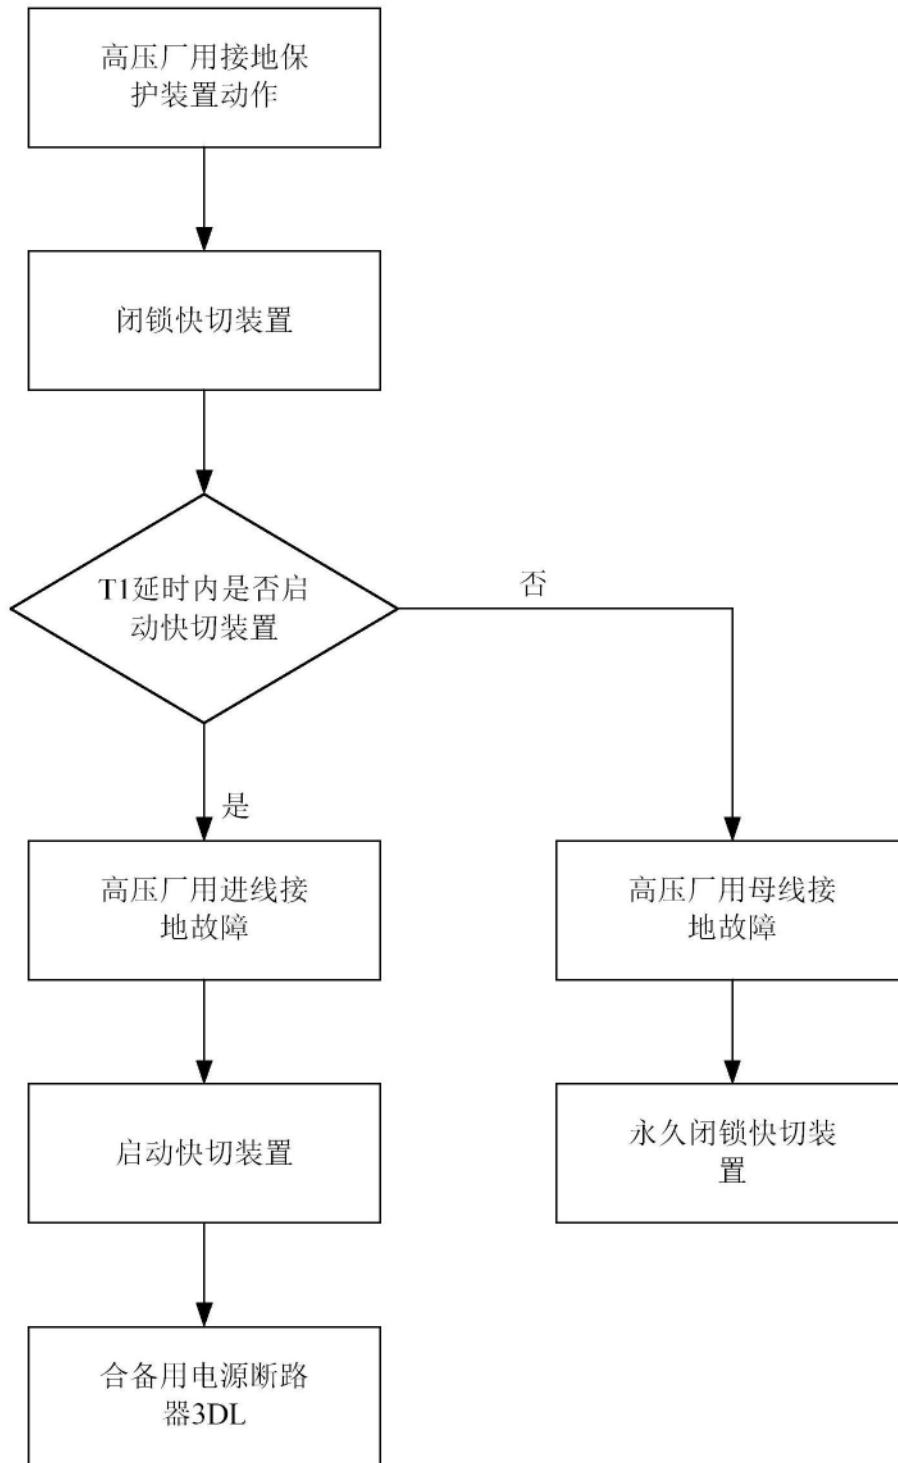 高压厂用接地保
护装置动作
闭锁快切装置
T1延时内是否启
动快切装置
否
是
高压厂用进线接
地故障
高压厂用母线接
地故障
启动快切装置
永久闭锁快切装
置
合备用电源断路
器3DL